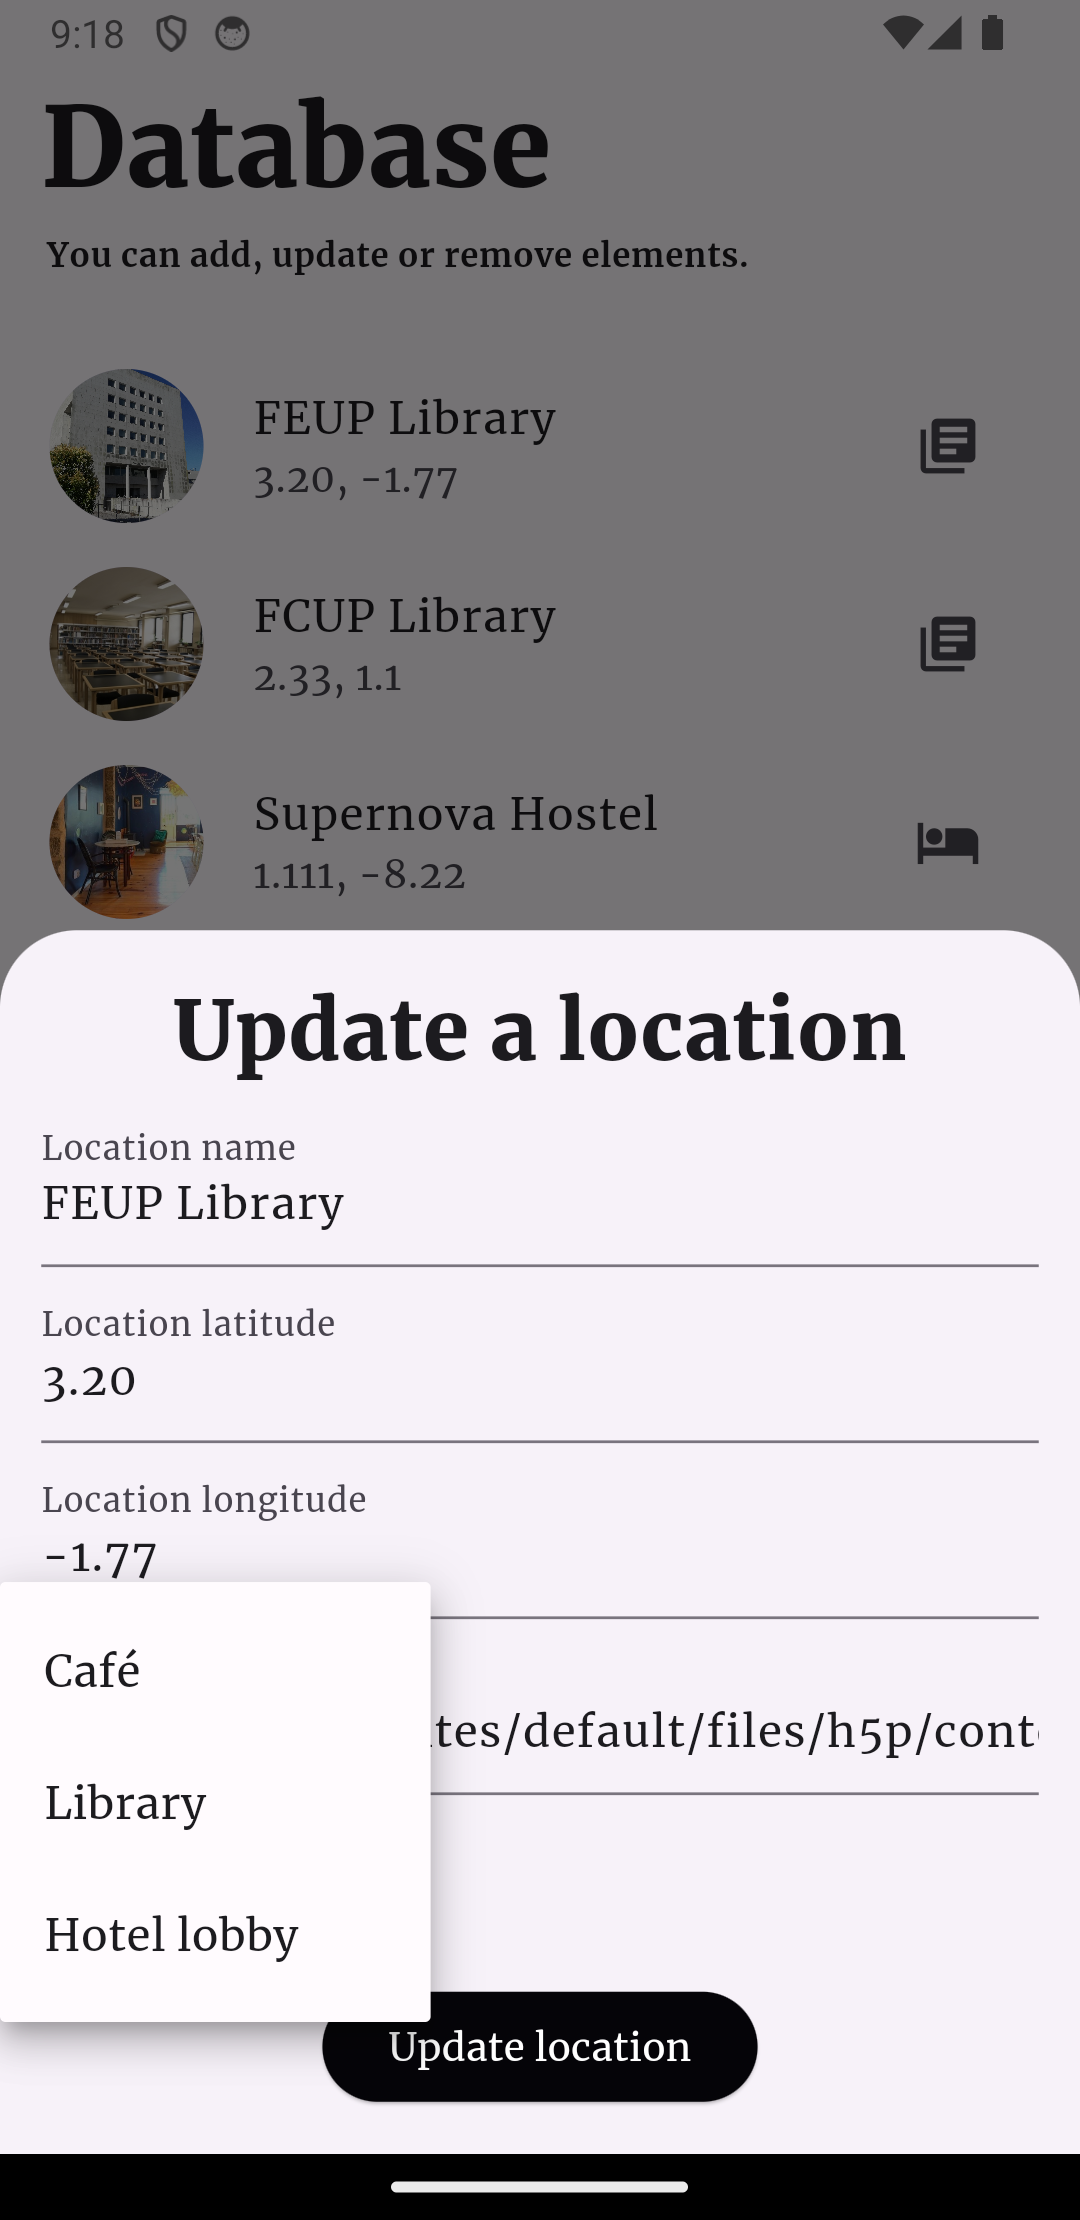 9:18
Database
You can add, update or remove elements.
FEUP Library
3.20, -1.77
FCUP Library
2.33, 1.1
Supernova Hostel
1.111, -8.22
Update a location
Location name
FEUP Library
Location latitude
3.20
Location longitude
-1.77
Café
tes/default/files/h5p/cont
Library
Hotel lobby
Update location